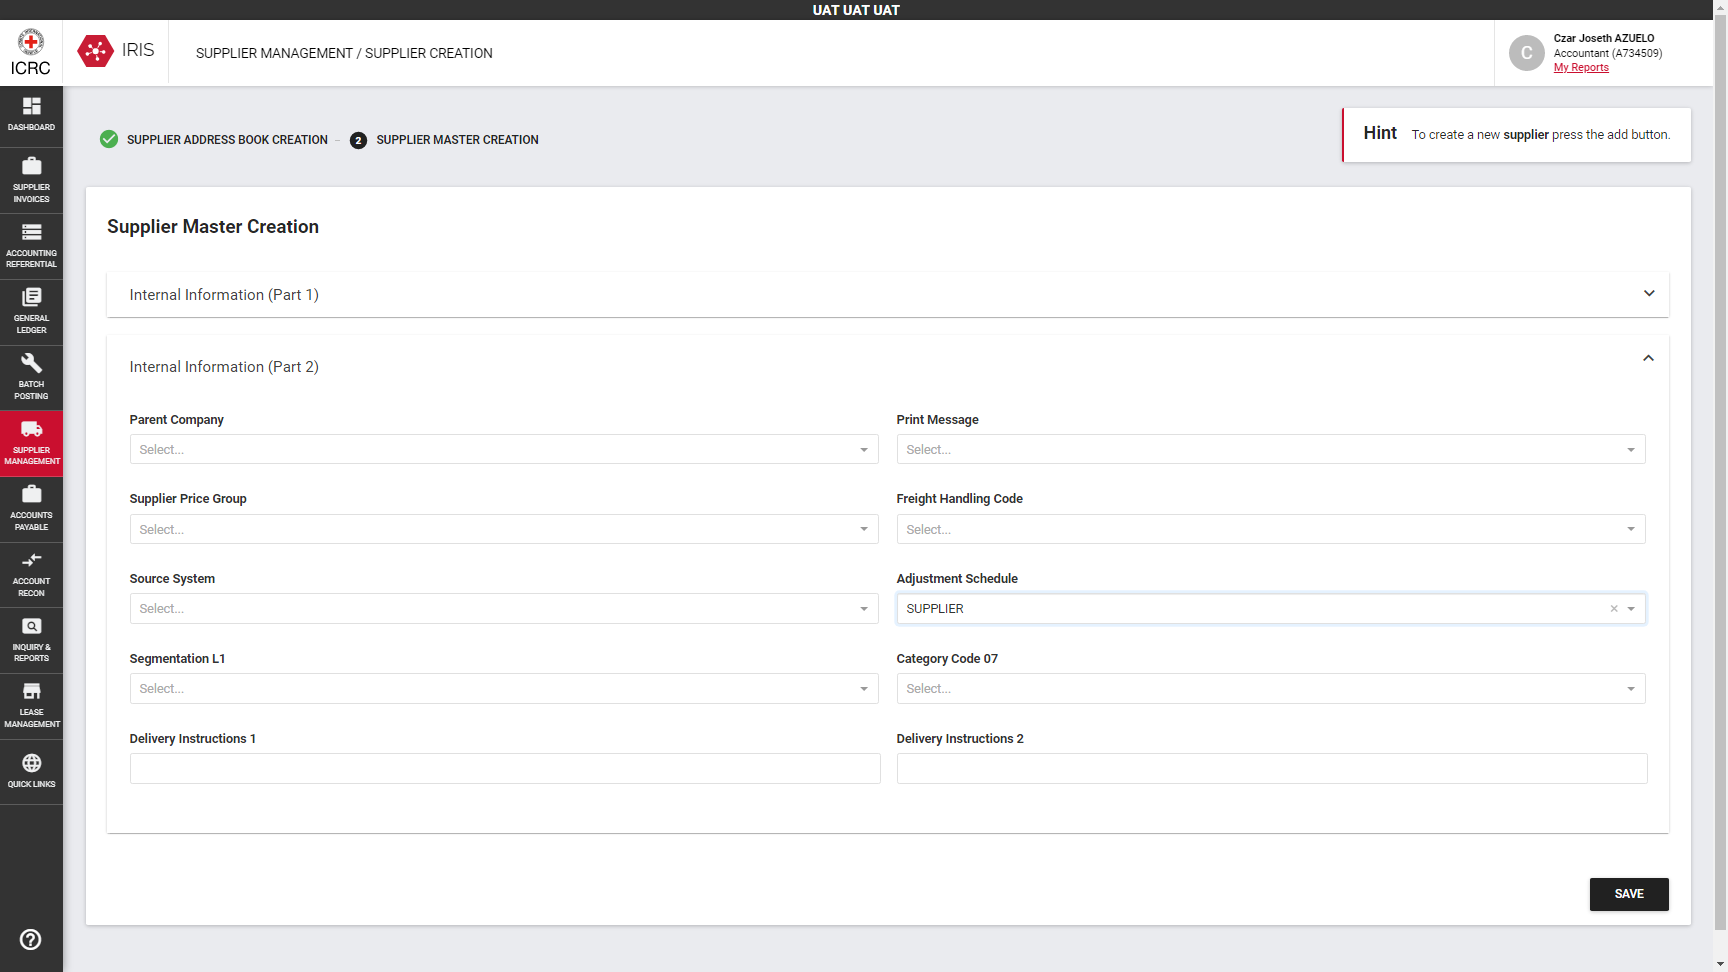 UAT UAT UAT
ICRC
IRIS
SUPPLIER MANAGEMENT / SUPPLIER CREATION
C
Czar Joseth AZUELO
Accountant (A734509)
My Reports
DASHBOARD
SUPPLIER
INVOICES
ACCOUNTING
REFERENTIAL
GENERAL
LEDGER
BATCH
POSTING
SUPPLIER
MANAGEMENT
ACCOUNTS
PAYABLE
ACCOUNT
RECON
INQUIRY &
REPORTS
LEASE
MANAGEMENT
QUICK LINKS
SUPPLIER ADDRESS BOOK CREATION
2 SUPPLIER MASTER CREATION
Hint To create a new supplier press the add button.
Supplier Master Creation
Internal Information (Part 1)
Internal Information (Part 2)
Parent Company
Select...
Print Message
Select...
Supplier Price Group
Select...
Freight Handling Code
Select...
Source System
Select...
Adjustment Schedule
SUPPLIER
Segmentation L1
Select...
Category Code 07
Select...
Delivery Instructions 1
Delivery Instructions 2
SAVE